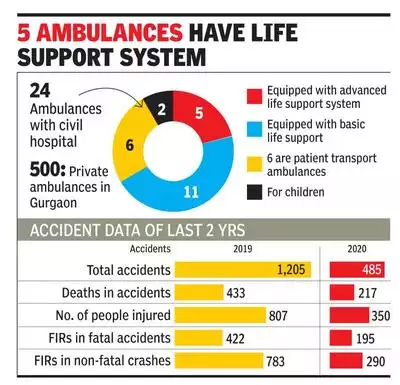 5 AMBULANCES HAVE LIFE
SUPPORT SYSTEM
24
Ambulances
with civil
hospital
500: Private
ambulances in
Gurgaon
2
5
6
11
Equipped with advanced
life support system
Equipped with basic
life support
6 are patient transport
ambulances
For children
ACCIDENT DATA OF LAST 2 YRS
Accidents 2019 2020
Total accidents 1,205 485
Deaths in accidents 433 217
No. of people injured 807 350
FIRs in fatal accidents 422 195
FIRs in non-fatal crashes 783 290